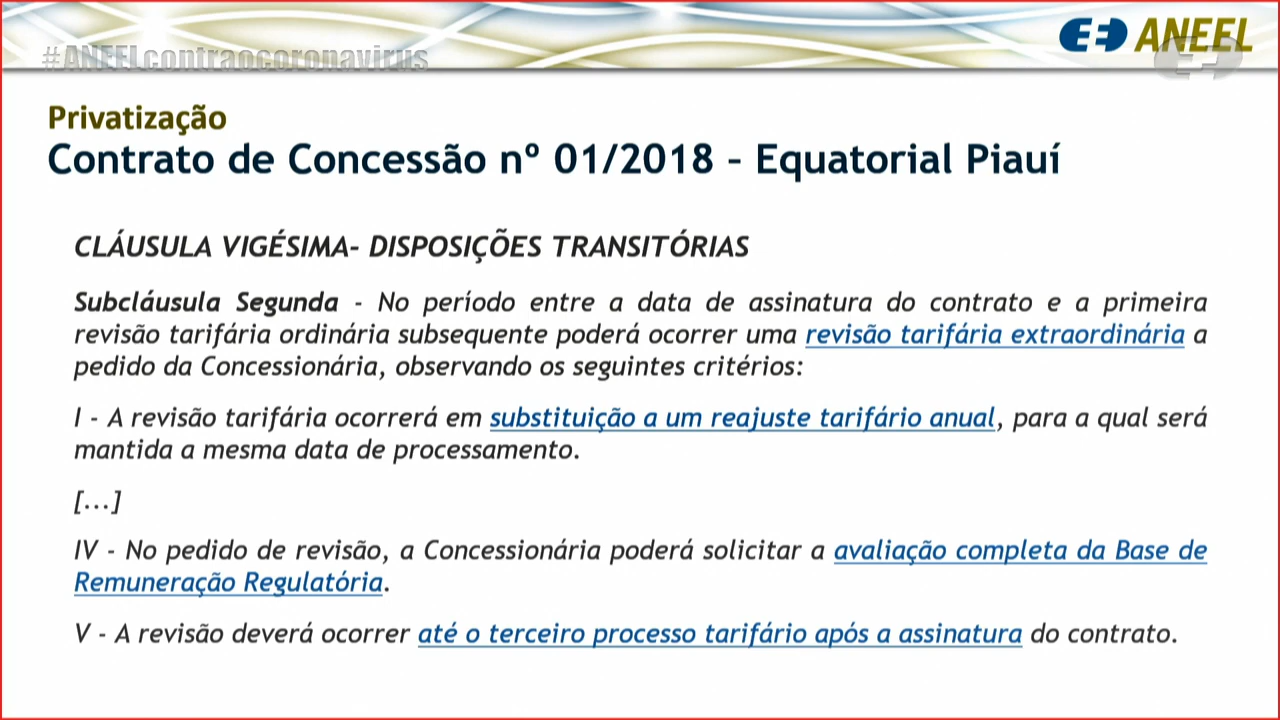 #ANEELcontraocoronavirus
ANEEL
Privatização
Contrato de Concessão nº 01/2018 – Equatorial Piauí
CLÁUSULA VIGÉSIMA– DISPOSIÇÕES TRANSITÓRIAS
Subcláusula Segunda - No período entre a data de assinatura do contrato e a primeira
revisão tarifária ordinária subsequente poderá ocorrer uma revisão tarifária extraordinária a
pedido da Concessionária, observando os seguintes critérios:
I - A revisão tarifária ocorrerá em substituição a um reajuste tarifário anual, para a qual será
mantida a mesma data de processamento.
[...]
IV - No pedido de revisão, a Concessionária poderá solicitar a avaliação completa da Base de
Remuneração Regulatória.
V - A revisão deverá ocorrer até o terceiro processo tarifário após a assinatura do contrato.